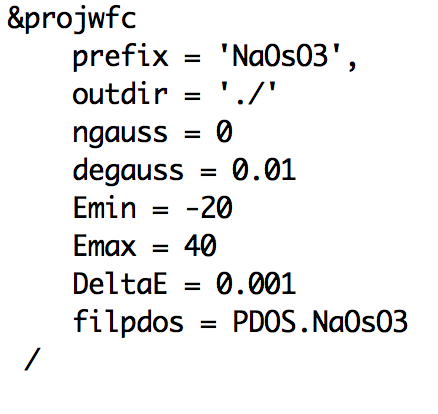 &projwfc
    prefix = 'NaOsO3',
    outdir = './'
    ngauss = 0
    degauss = 0.01
    Emin = -20
    Emax = 40
    DeltaE = 0.001
    filpdos = PDOS.NaOsO3
 /